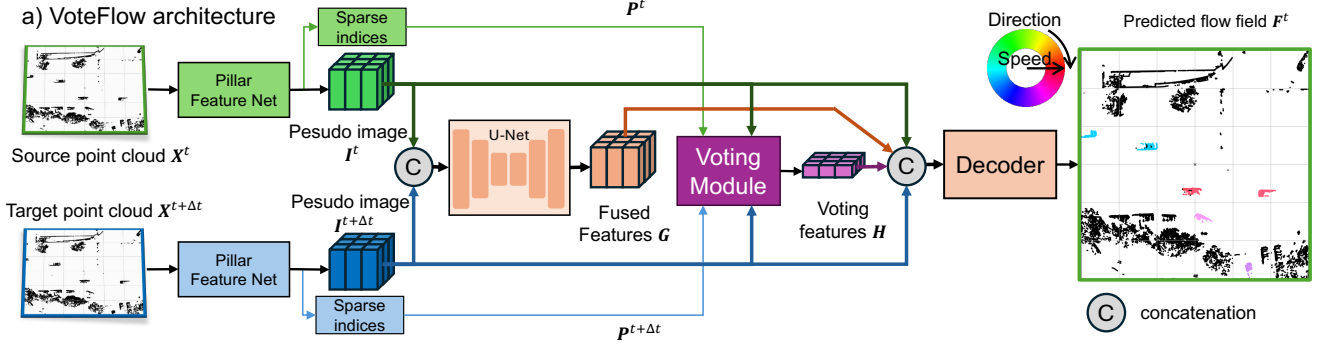 a) VoteFlow architecture
Source point cloud X^t
Pillar
Feature Net
Sparse
indices
Pesudo image
I^t
P^t
Target point cloud X^{t+Δt}
Pillar
Feature Net
Pesudo image
I^{t+Δt}
Sparse
indices
P^{t+Δt}
C
U-Net
Fused
Features G
Voting
Module
Voting
features H
C
Decoder
Direction
Speed
Predicted flow field F^t
C
concatenation